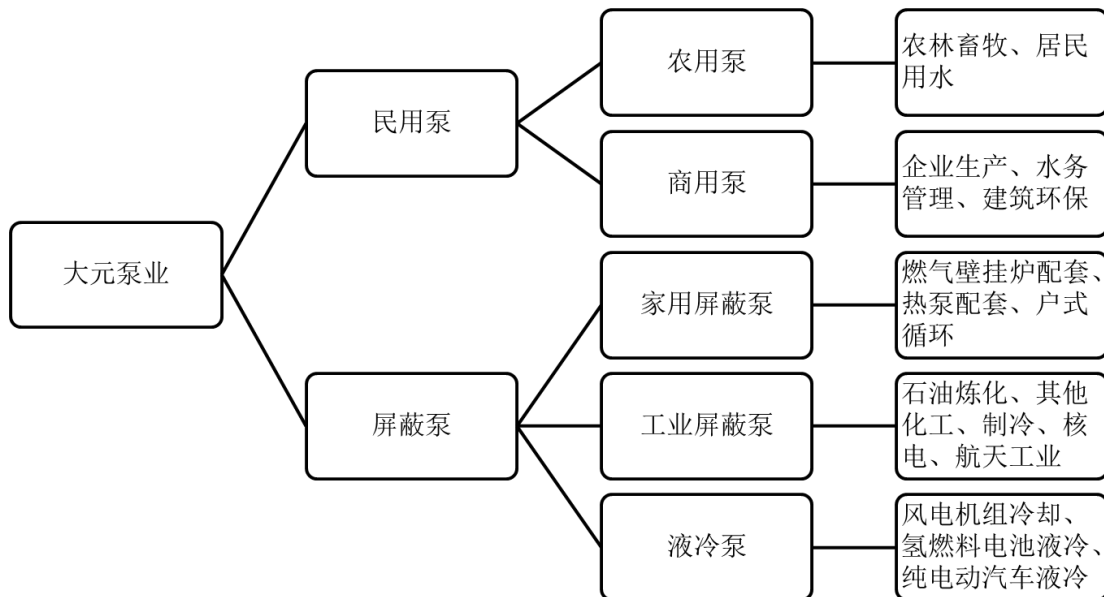 大元泵业
民用泵
农用泵
农林畜牧、居民
用水
商用泵
企业生产、水务
管理、建筑环保
屏蔽泵
家用屏蔽泵
燃气壁挂炉配套、
热泵配套、户式
循环
工业屏蔽泵
石油炼化、其他
化工、制冷、核
电、航天工业
液冷泵
风电机组冷却、
氢燃料电池液冷、
纯电动汽车液冷